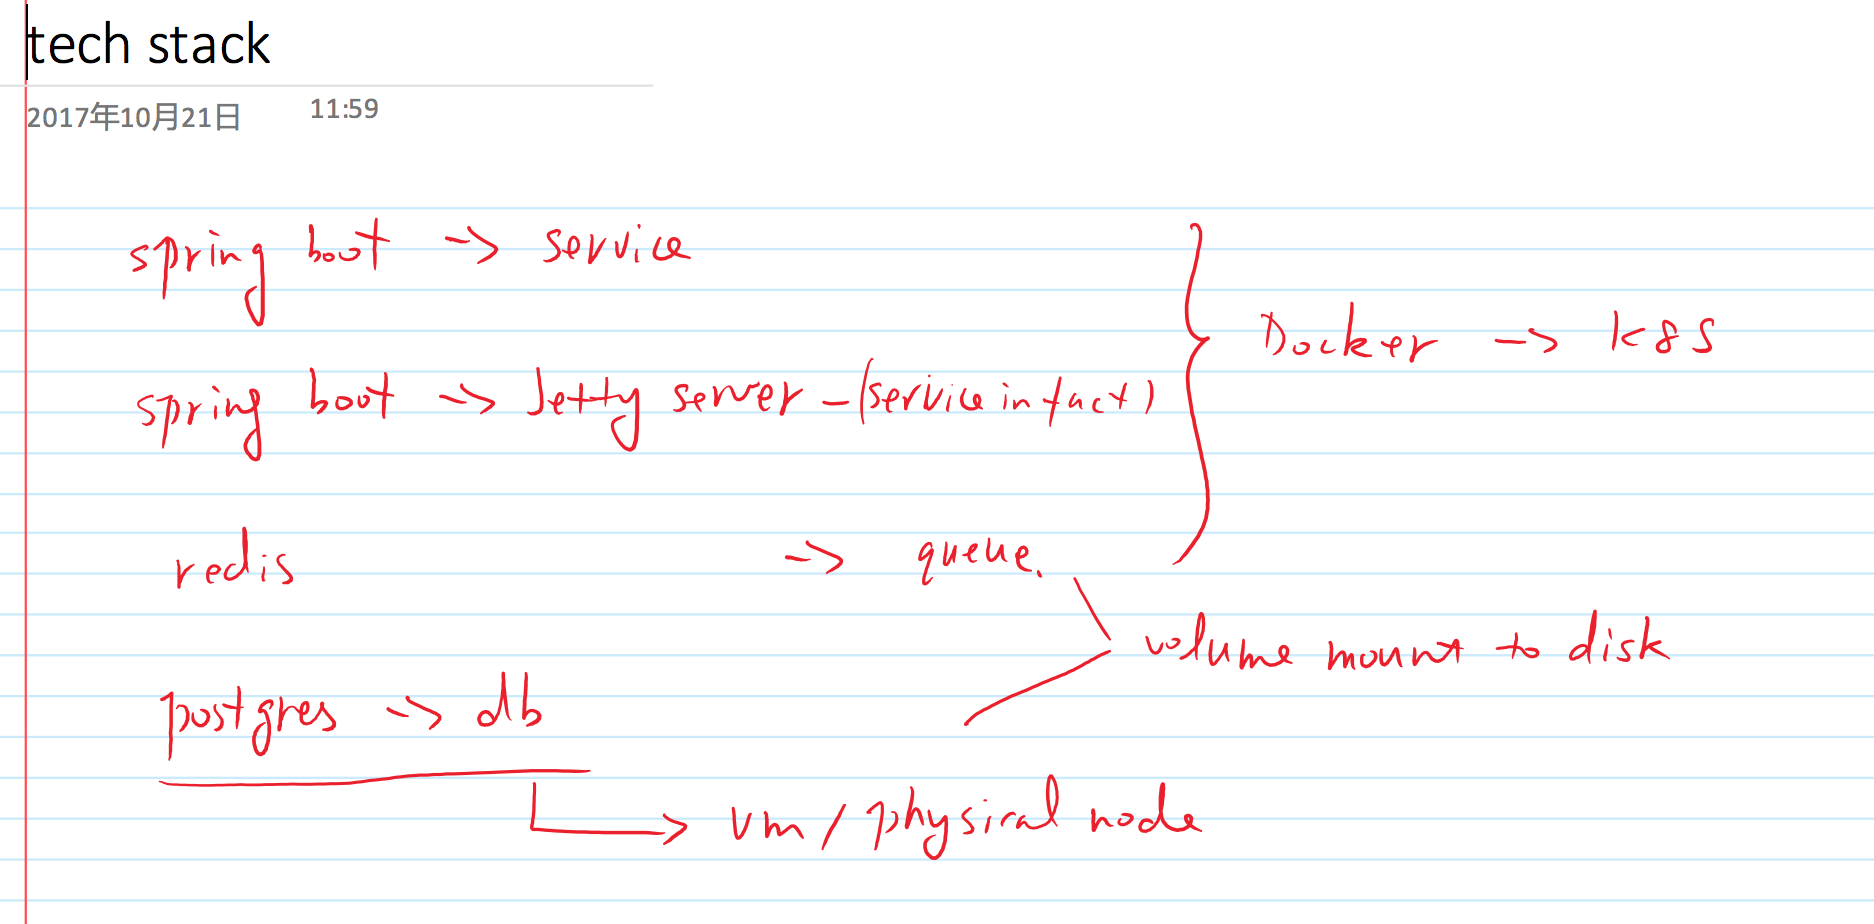 tech stack
2017年10月21日 11:59
spring boot -> service
Docker -> k8s
spring boot -> Jetty server - (service in fact)
redis -> queue.
volume mount to disk
postgres -> db
vm / physical node